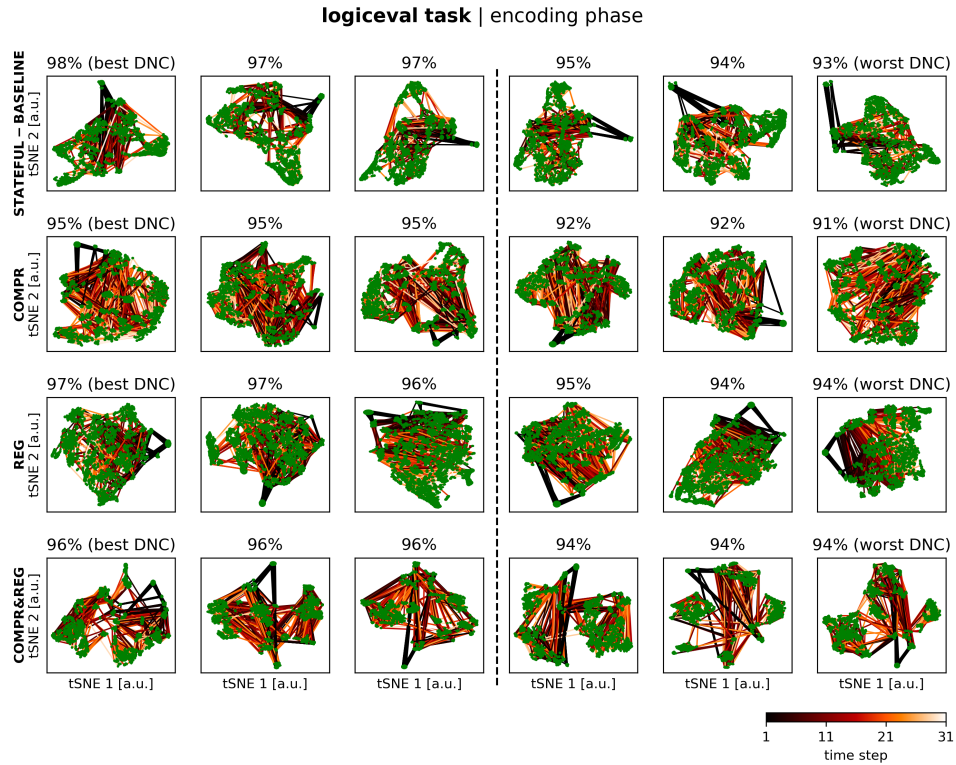 logiceval task | encoding phase
STATEFUL − BASELINE
tSNE 2 [a.u.]
98% (best DNC)
97%
97%
95%
94%
93% (worst DNC)
COMPR
tSNE 2 [a.u.]
95% (best DNC)
95%
95%
92%
92%
91% (worst DNC)
REG
tSNE 2 [a.u.]
97% (best DNC)
97%
96%
95%
94%
94% (worst DNC)
COMPR&REG
tSNE 2 [a.u.]
96% (best DNC)
96%
96%
94%
94%
94% (worst DNC)
tSNE 1 [a.u.]
tSNE 1 [a.u.]
tSNE 1 [a.u.]
tSNE 1 [a.u.]
tSNE 1 [a.u.]
tSNE 1 [a.u.]
1 11 21 31
time step